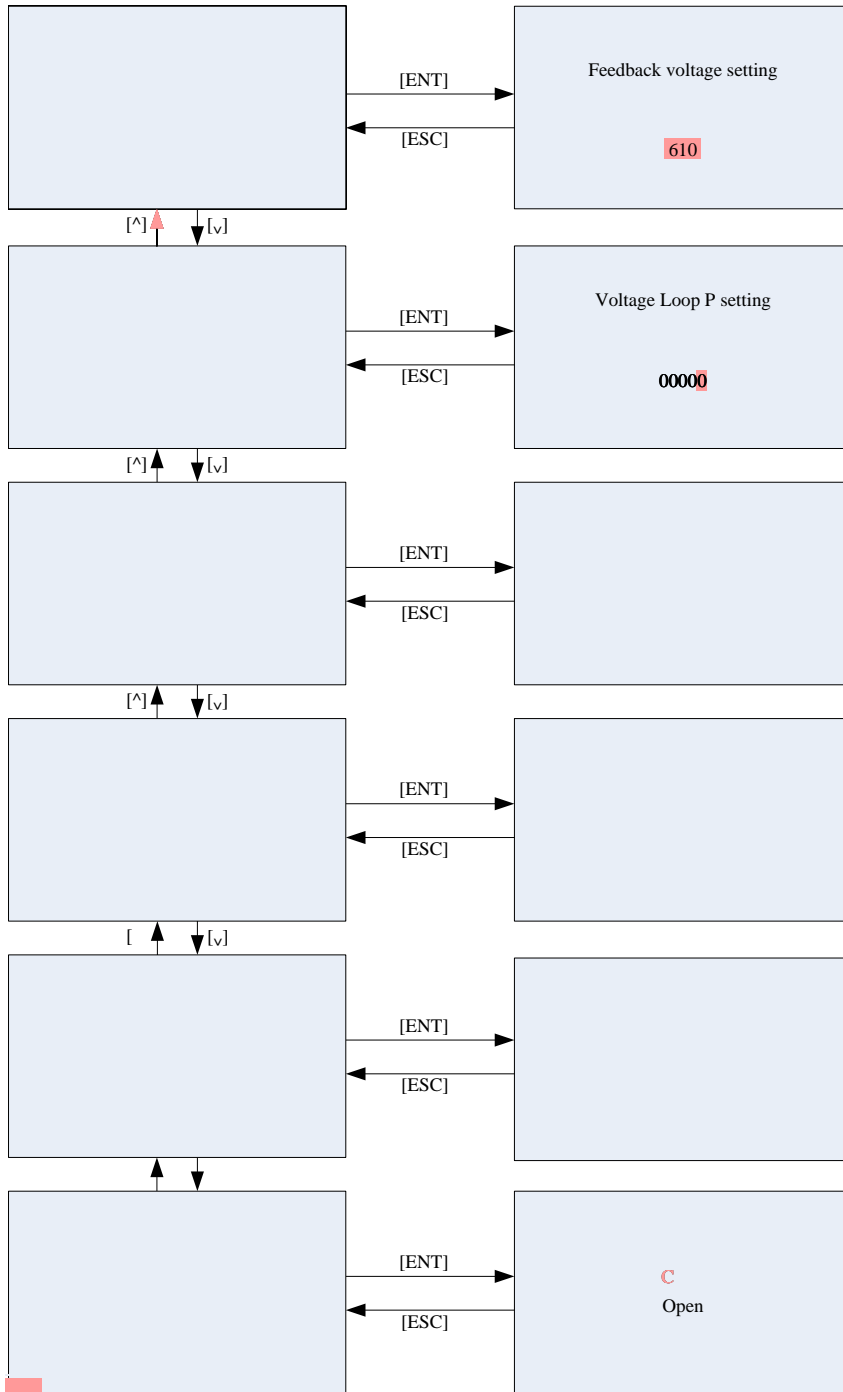 [ENT]
Feedback voltage setting
[ESC]
610
[^] [v]
[ENT]
Voltage Loop P setting
[ESC]
00000
[^] [v]
[ENT]
[ESC]
[^] [v]
[ENT]
[ESC]
[ [v]
[ENT]
[ESC]
[ENT]
C
[ESC]
Open